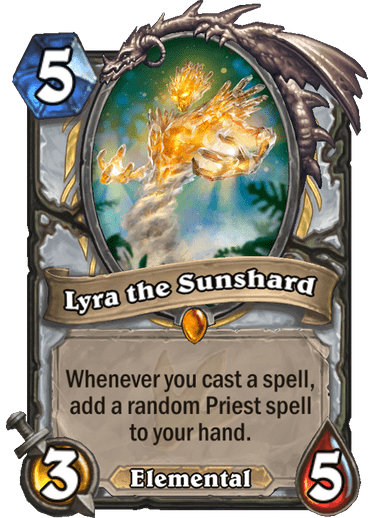 5
Lyra the Sunshard
Whenever you cast a spell,
add a random Priest spell
to your hand.
3
Elemental
5